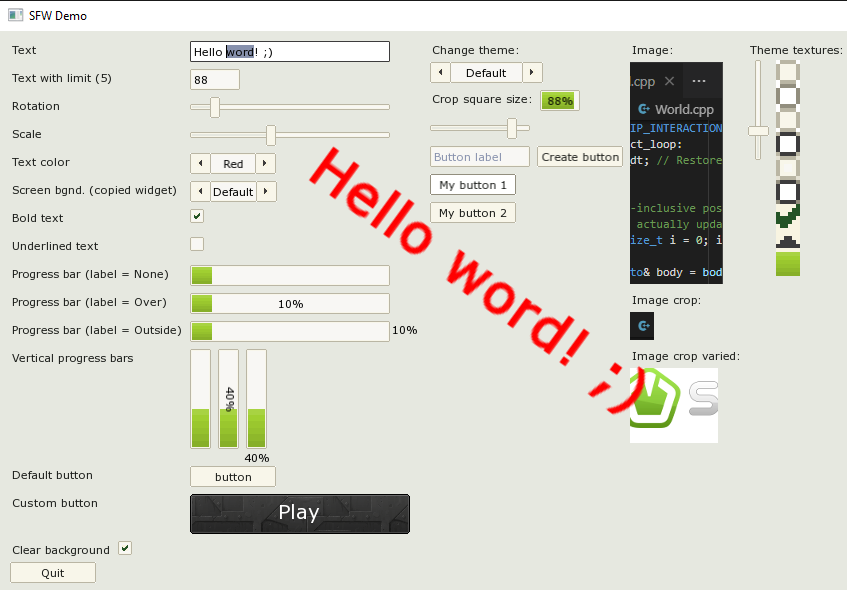 SFW Demo
Text
Hello word! ;)
Text with limit (5)
88
Rotation
Scale
Text color
Red
Screen bgnd. (copied widget)
Default
Bold text
Underlined text
Progress bar (label = None)
Progress bar (label = Over)
10%
Progress bar (label = Outside)
10%
Vertical progress bars
40%
40%
Default button
button
Custom button
Play
Clear background
Quit
Change theme:
Default
Crop square size:
88%
Button label
Create button
My button 1
My button 2
Hello word! ;)
Image:
.cpp
World.cpp
IP_INTERACTION
ct_loop:
dt; // Restore
-inclusive pos
actually upda
ize_t i = 0; i
to& body = bod
Image crop:
Image crop varied:
S
Theme textures: